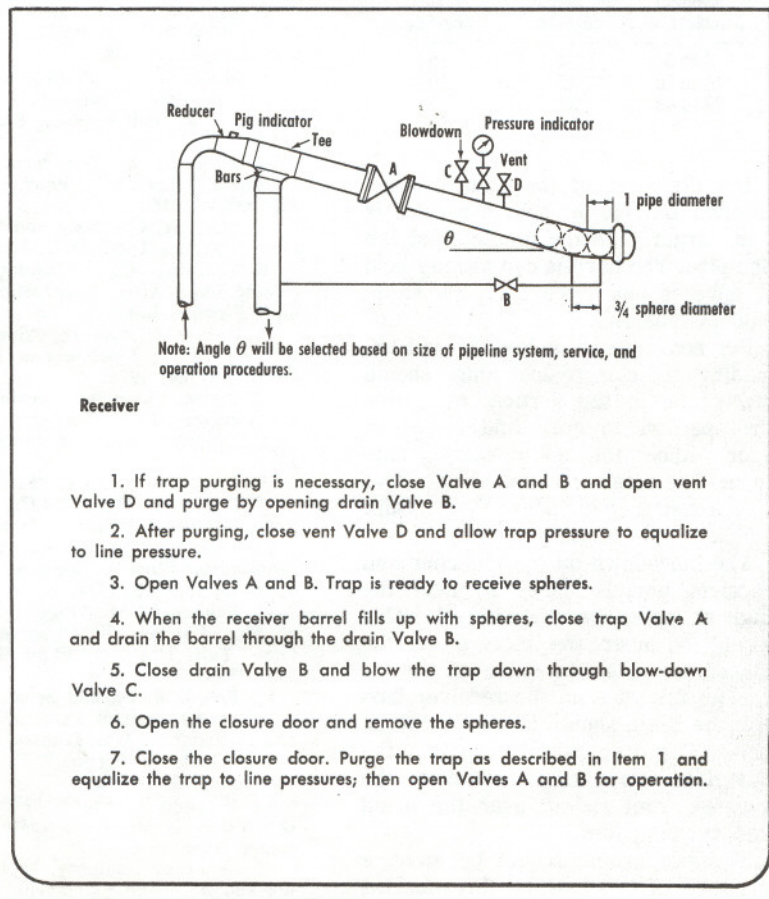 Reducer
Pig indicator
Tee
Bars
A
Blowdown
Pressure indicator
C
Vent
D
1 pipe diameter
θ
B
3/4 sphere diameter
Note: Angle θ will be selected based on size of pipeline system, service, and
operation procedures.
Receiver
1. If trap purging is necessary, close Valve A and B and open vent
Valve D and purge by opening drain Valve B.
2. After purging, close vent Valve D and allow trap pressure to equalize
to line pressure.
3. Open Valves A and B. Trap is ready to receive spheres.
4. When the receiver barrel fills up with spheres, close trap Valve A
and drain the barrel through the drain Valve B.
5. Close drain Valve B and blow the trap down through blow-down
Valve C.
6. Open the closure door and remove the spheres.
7. Close the closure door. Purge the trap as described in Item 1 and
equalize the trap to line pressures; then open Valves A and B for operation.